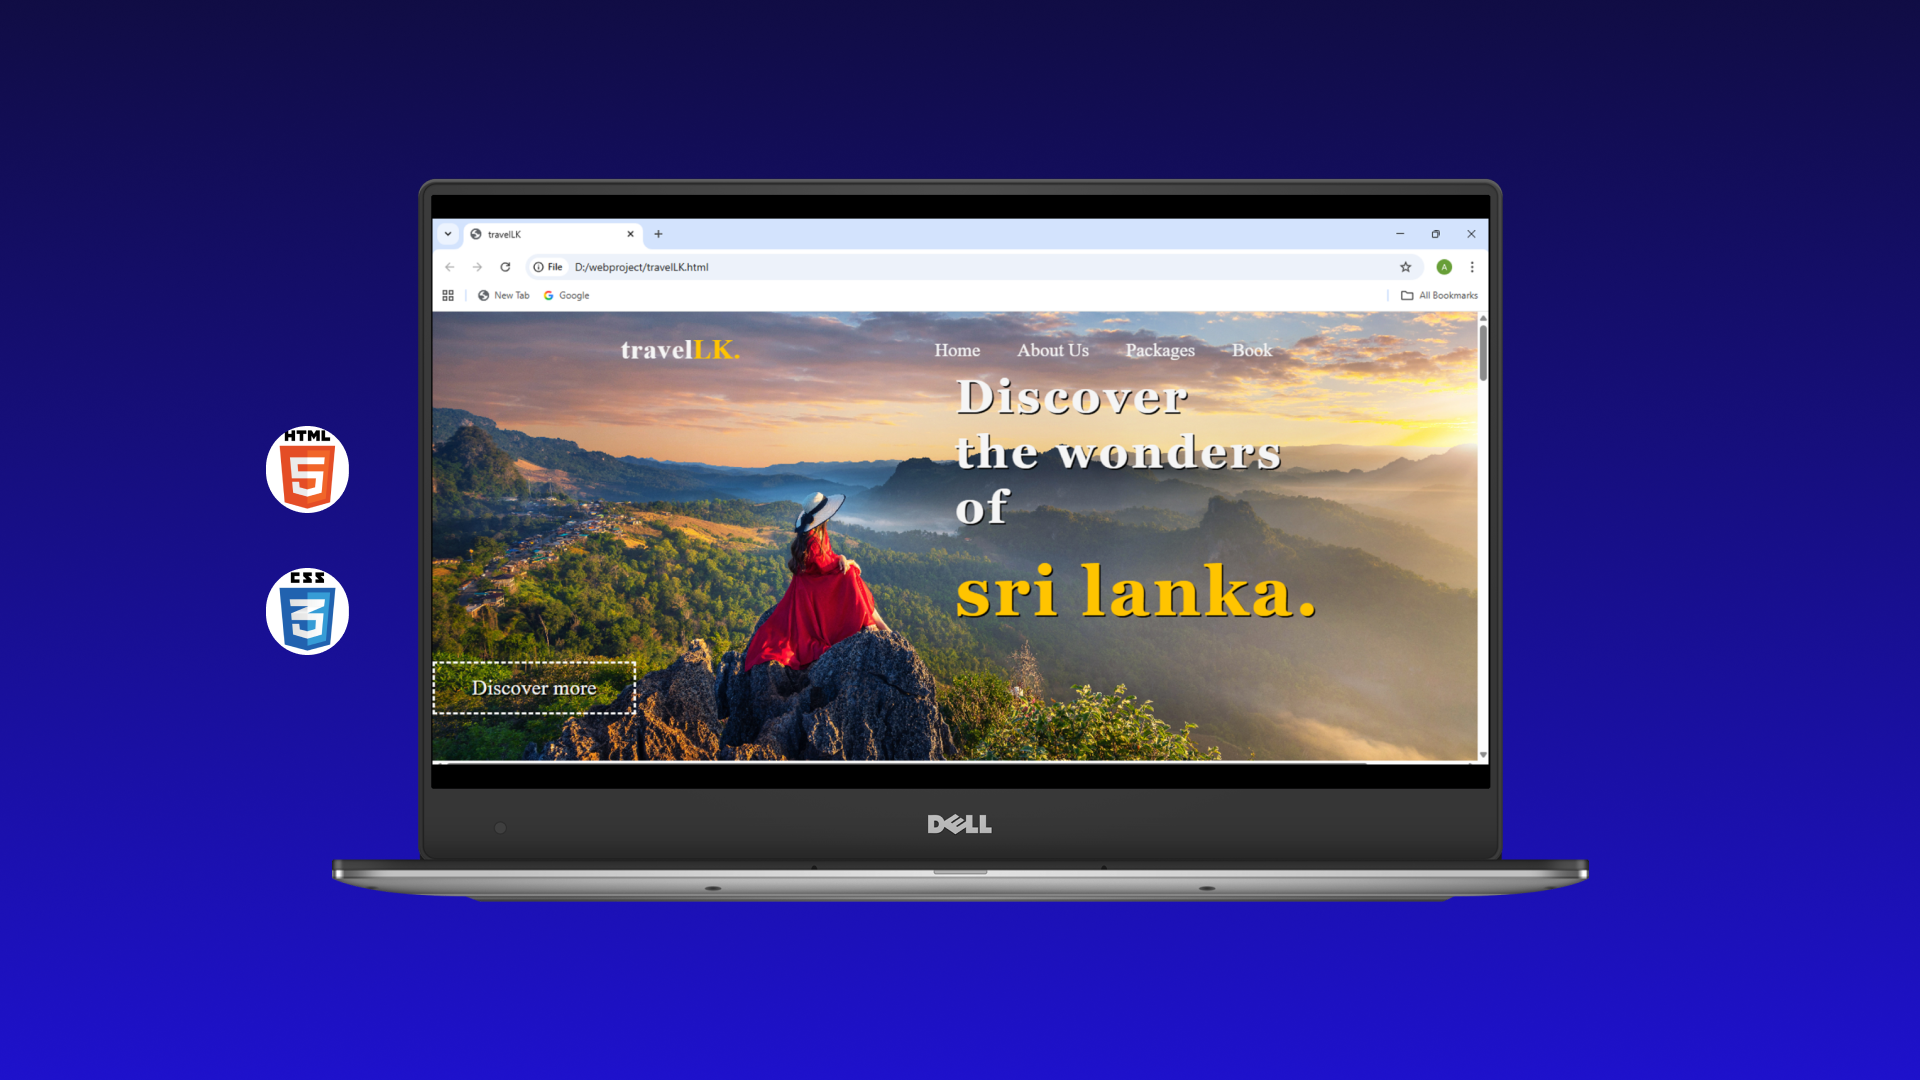 travelLK
File
D:/webproject/travelLK.html
A
New Tab
Google
All Bookmarks
travelLK.
Home
About Us
Packages
Book
Discover
the wonders
of
sri lanka.
Discover more
HTML
5
CSS
3
DELL